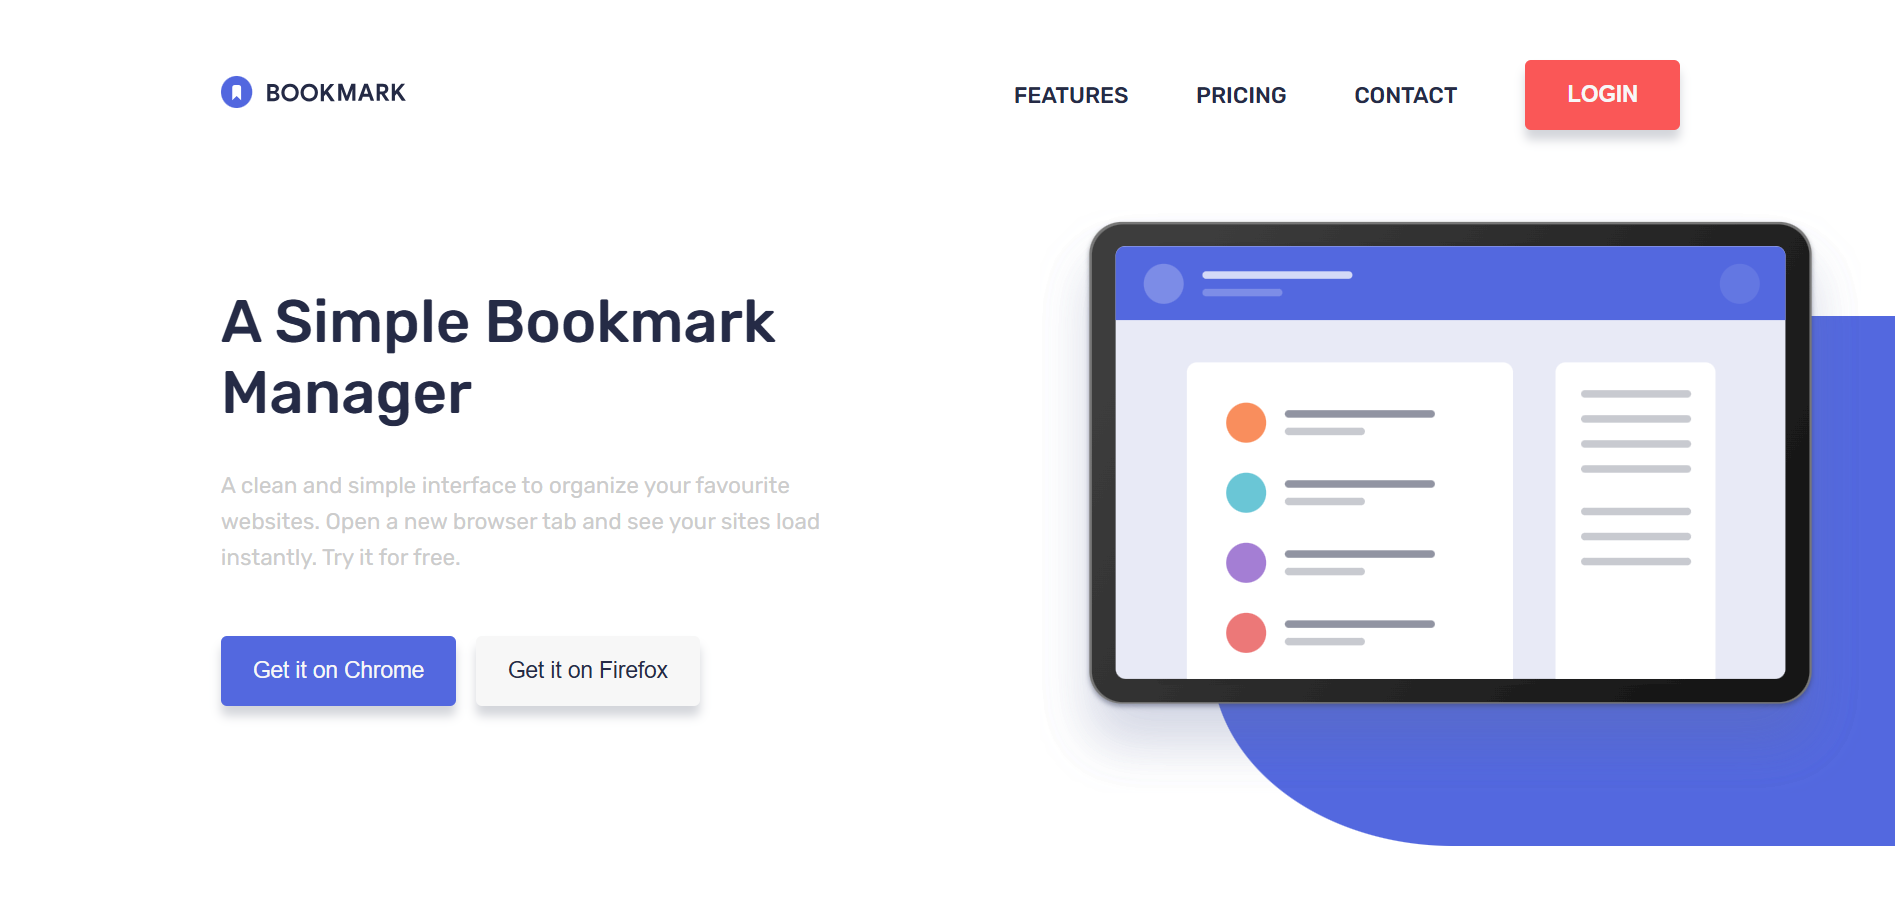 BOOKMARK
FEATURES
PRICING
CONTACT
LOGIN
A Simple Bookmark
Manager
A clean and simple interface to organize your favourite
websites. Open a new browser tab and see your sites load
instantly. Try it for free.
Get it on Chrome
Get it on Firefox